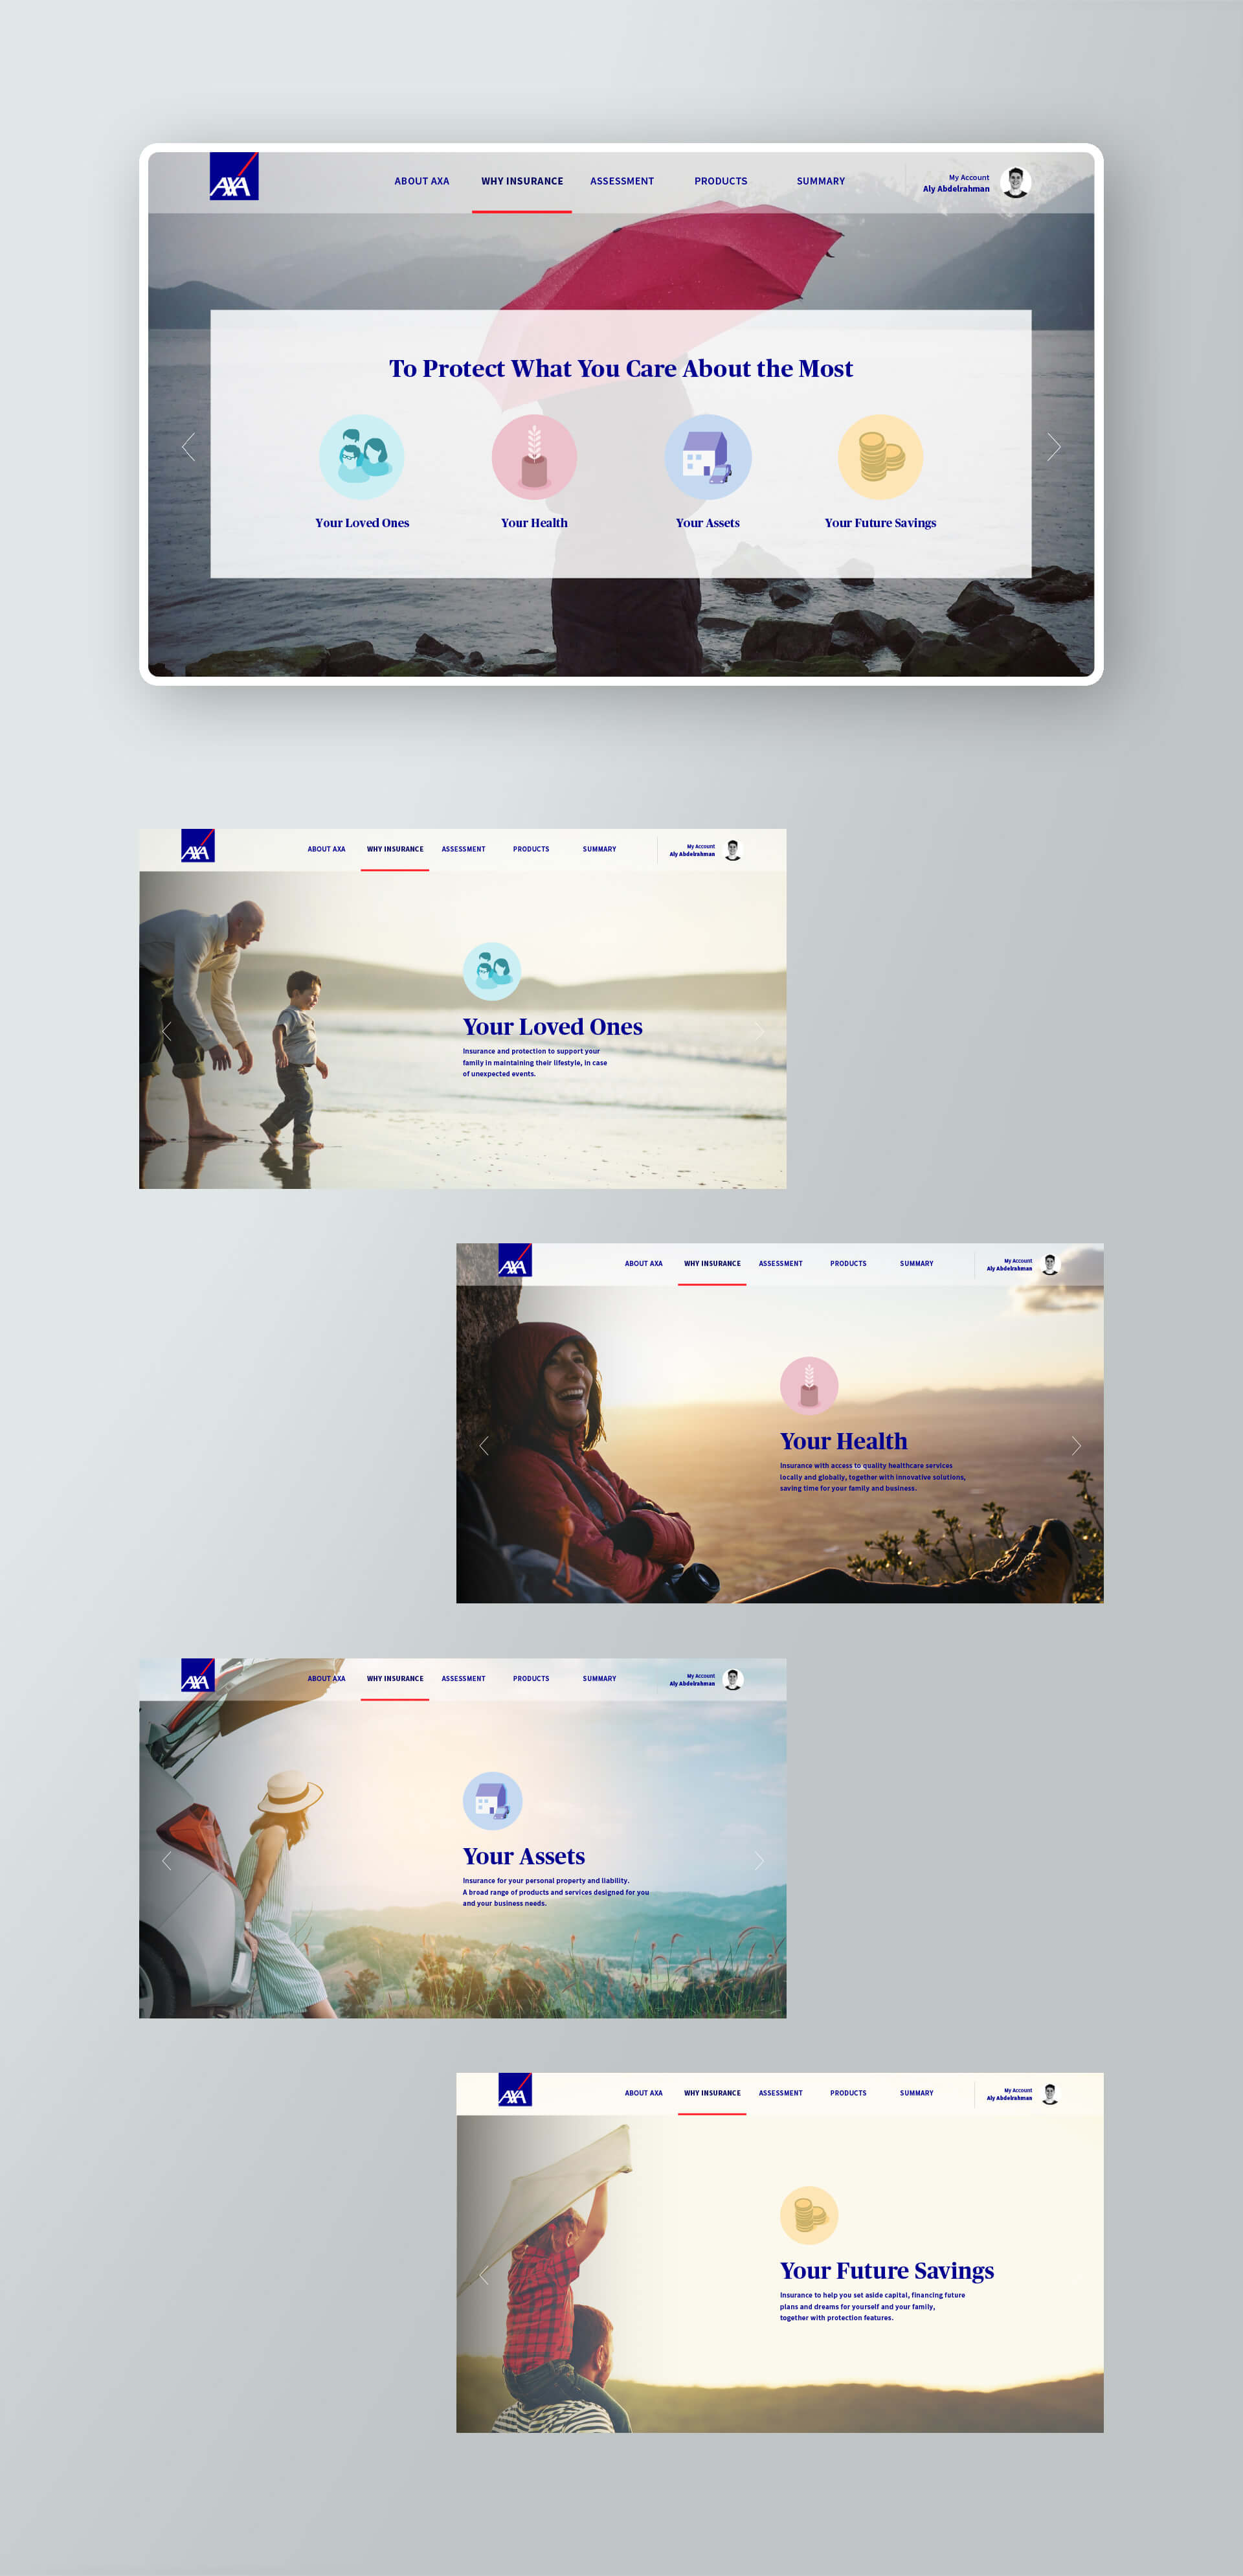 AXA
ABOUT AXA
WHY INSURANCE
ASSESSMENT
PRODUCTS
SUMMARY
My Account
Aly Abdelrahman
To Protect What You Care About the Most
Your Loved Ones
Your Health
Your Assets
Your Future Savings
AXA
ABOUT AXA
WHY INSURANCE
ASSESSMENT
PRODUCTS
SUMMARY
My Account
Aly Abdelrahman
Your Loved Ones
Insurance and protection to support your
family in maintaining their lifestyle, in case
of unexpected events.
AXA
ABOUT AXA
WHY INSURANCE
ASSESSMENT
PRODUCTS
SUMMARY
My Account
Aly Abdelrahman
Your Health
Insurance with access to quality healthcare services
locally and globally, together with innovative solutions,
saving time for your family and business.
AXA
ABOUT AXA
WHY INSURANCE
ASSESSMENT
PRODUCTS
SUMMARY
My Account
Aly Abdelrahman
Your Assets
Insurance for your personal property and liability.
A broad range of products and services designed for you
and your business needs.
AXA
ABOUT AXA
WHY INSURANCE
ASSESSMENT
PRODUCTS
SUMMARY
My Account
Aly Abdelrahman
Your Future Savings
Insurance to help you set aside capital, financing future
plans and dreams for yourself and your family,
together with protection features.